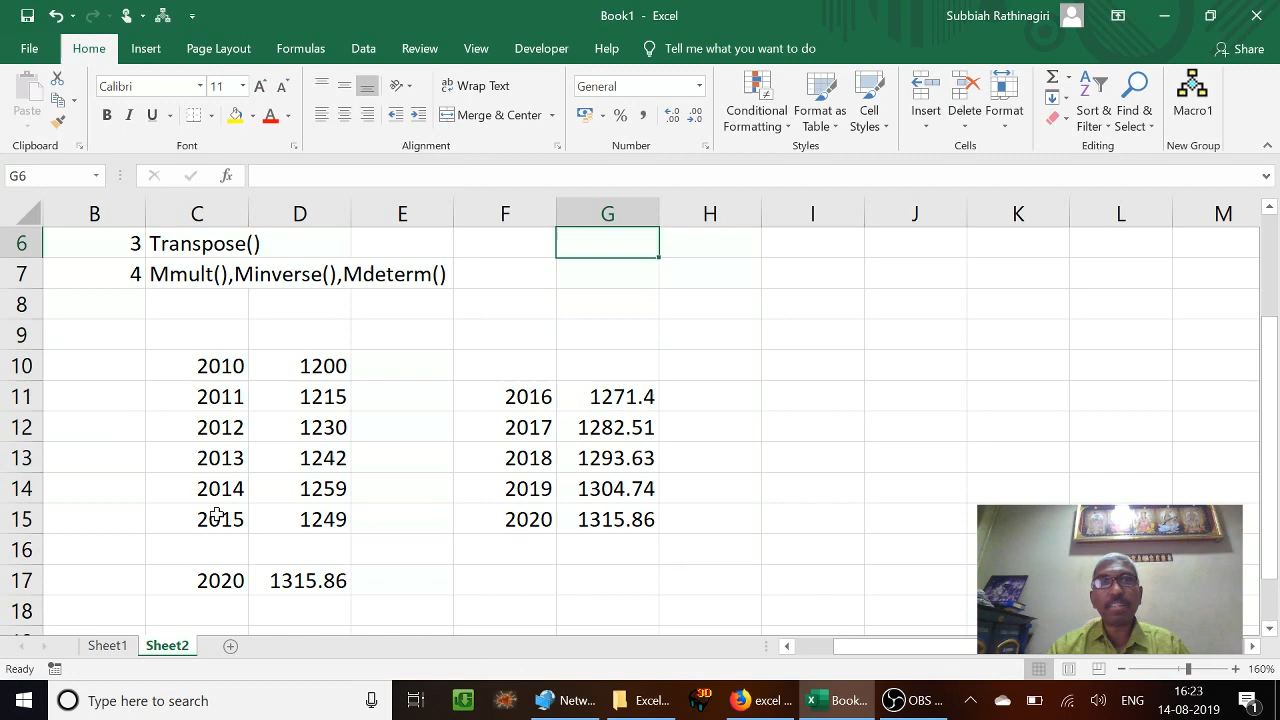 Book1 - Excel
Subbiah Rathinagiri
File Home Insert Page Layout Formulas Data Review View Developer Help Tell me what you want to do Share
Paste
Calibri 11
B I U
Wrap Text
Merge & Center
General
Conditional Formatting
Format as Table
Cell Styles
Insert
Delete
Format
Sort & Filter
Find & Select
Macro1
Clipboard Font Alignment Number Styles Cells Editing New Group
G6
fx
B C D E F G H I J K L M
6 3 Transpose()
7 4 Mmult(),Minverse(),Mdeterm()
8
9
10 2010 1200
11 2011 1215 2016 1271.4
12 2012 1230 2017 1282.51
13 2013 1242 2018 1293.63
14 2014 1259 2019 1304.74
15 2015 1249 2020 1315.86
16
17 2020 1315.86
18
Sheet1 Sheet2
Ready
160%
Type here to search
Netw...
Excel...
excel ...
Book...
OBS ...
ENG
16:23
14-08-2019